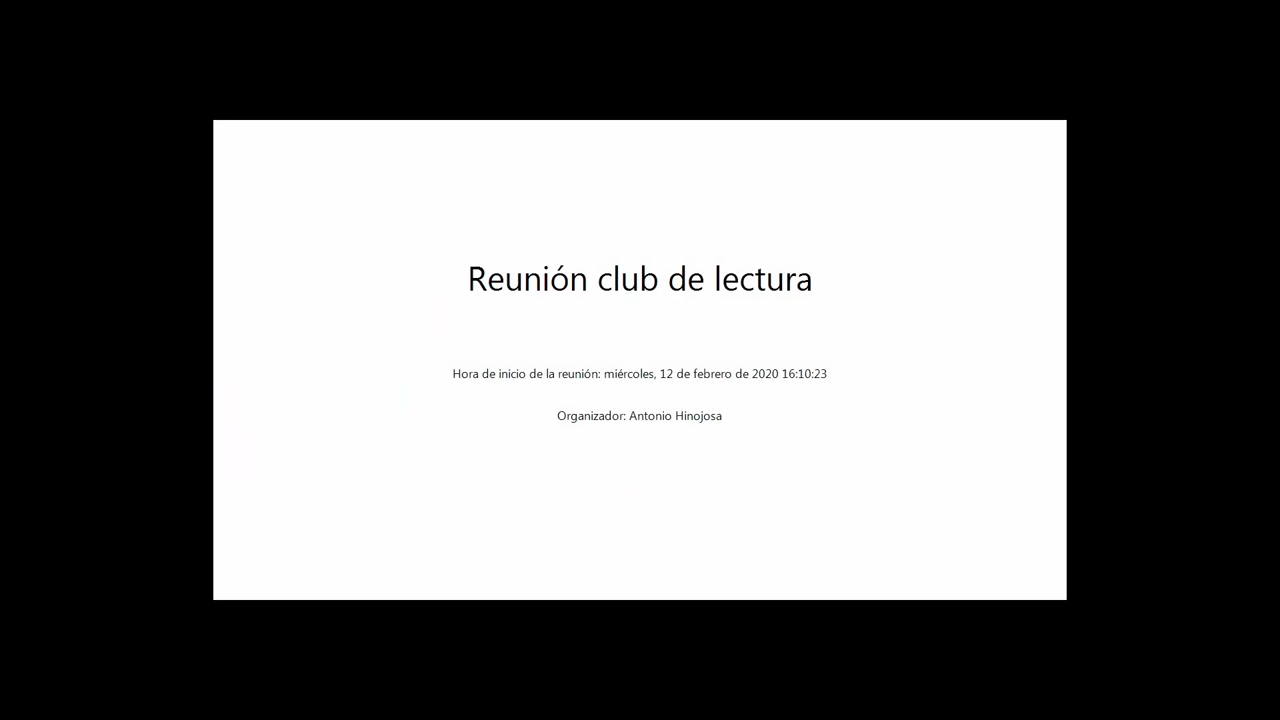 Reunión club de lectura
Hora de inicio de la reunión: miércoles, 12 de febrero de 2020 16:10:23
Organizador: Antonio Hinojosa